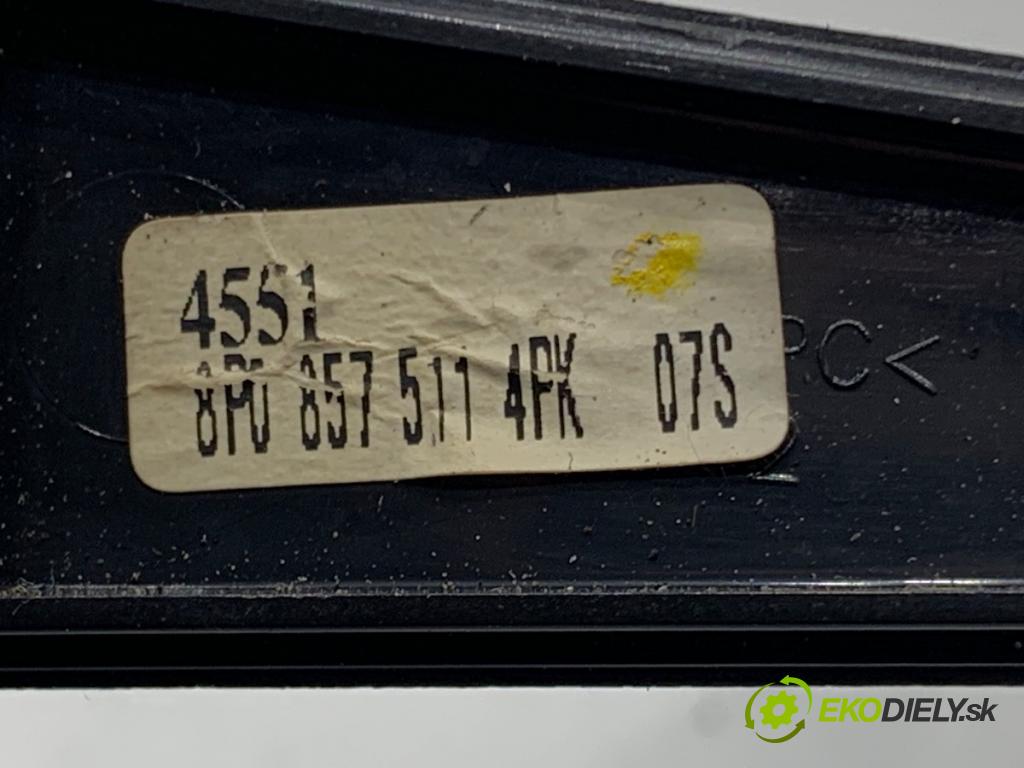 4551
8P0 857 511 4PK 07S
PC<
EKODIELY.sk